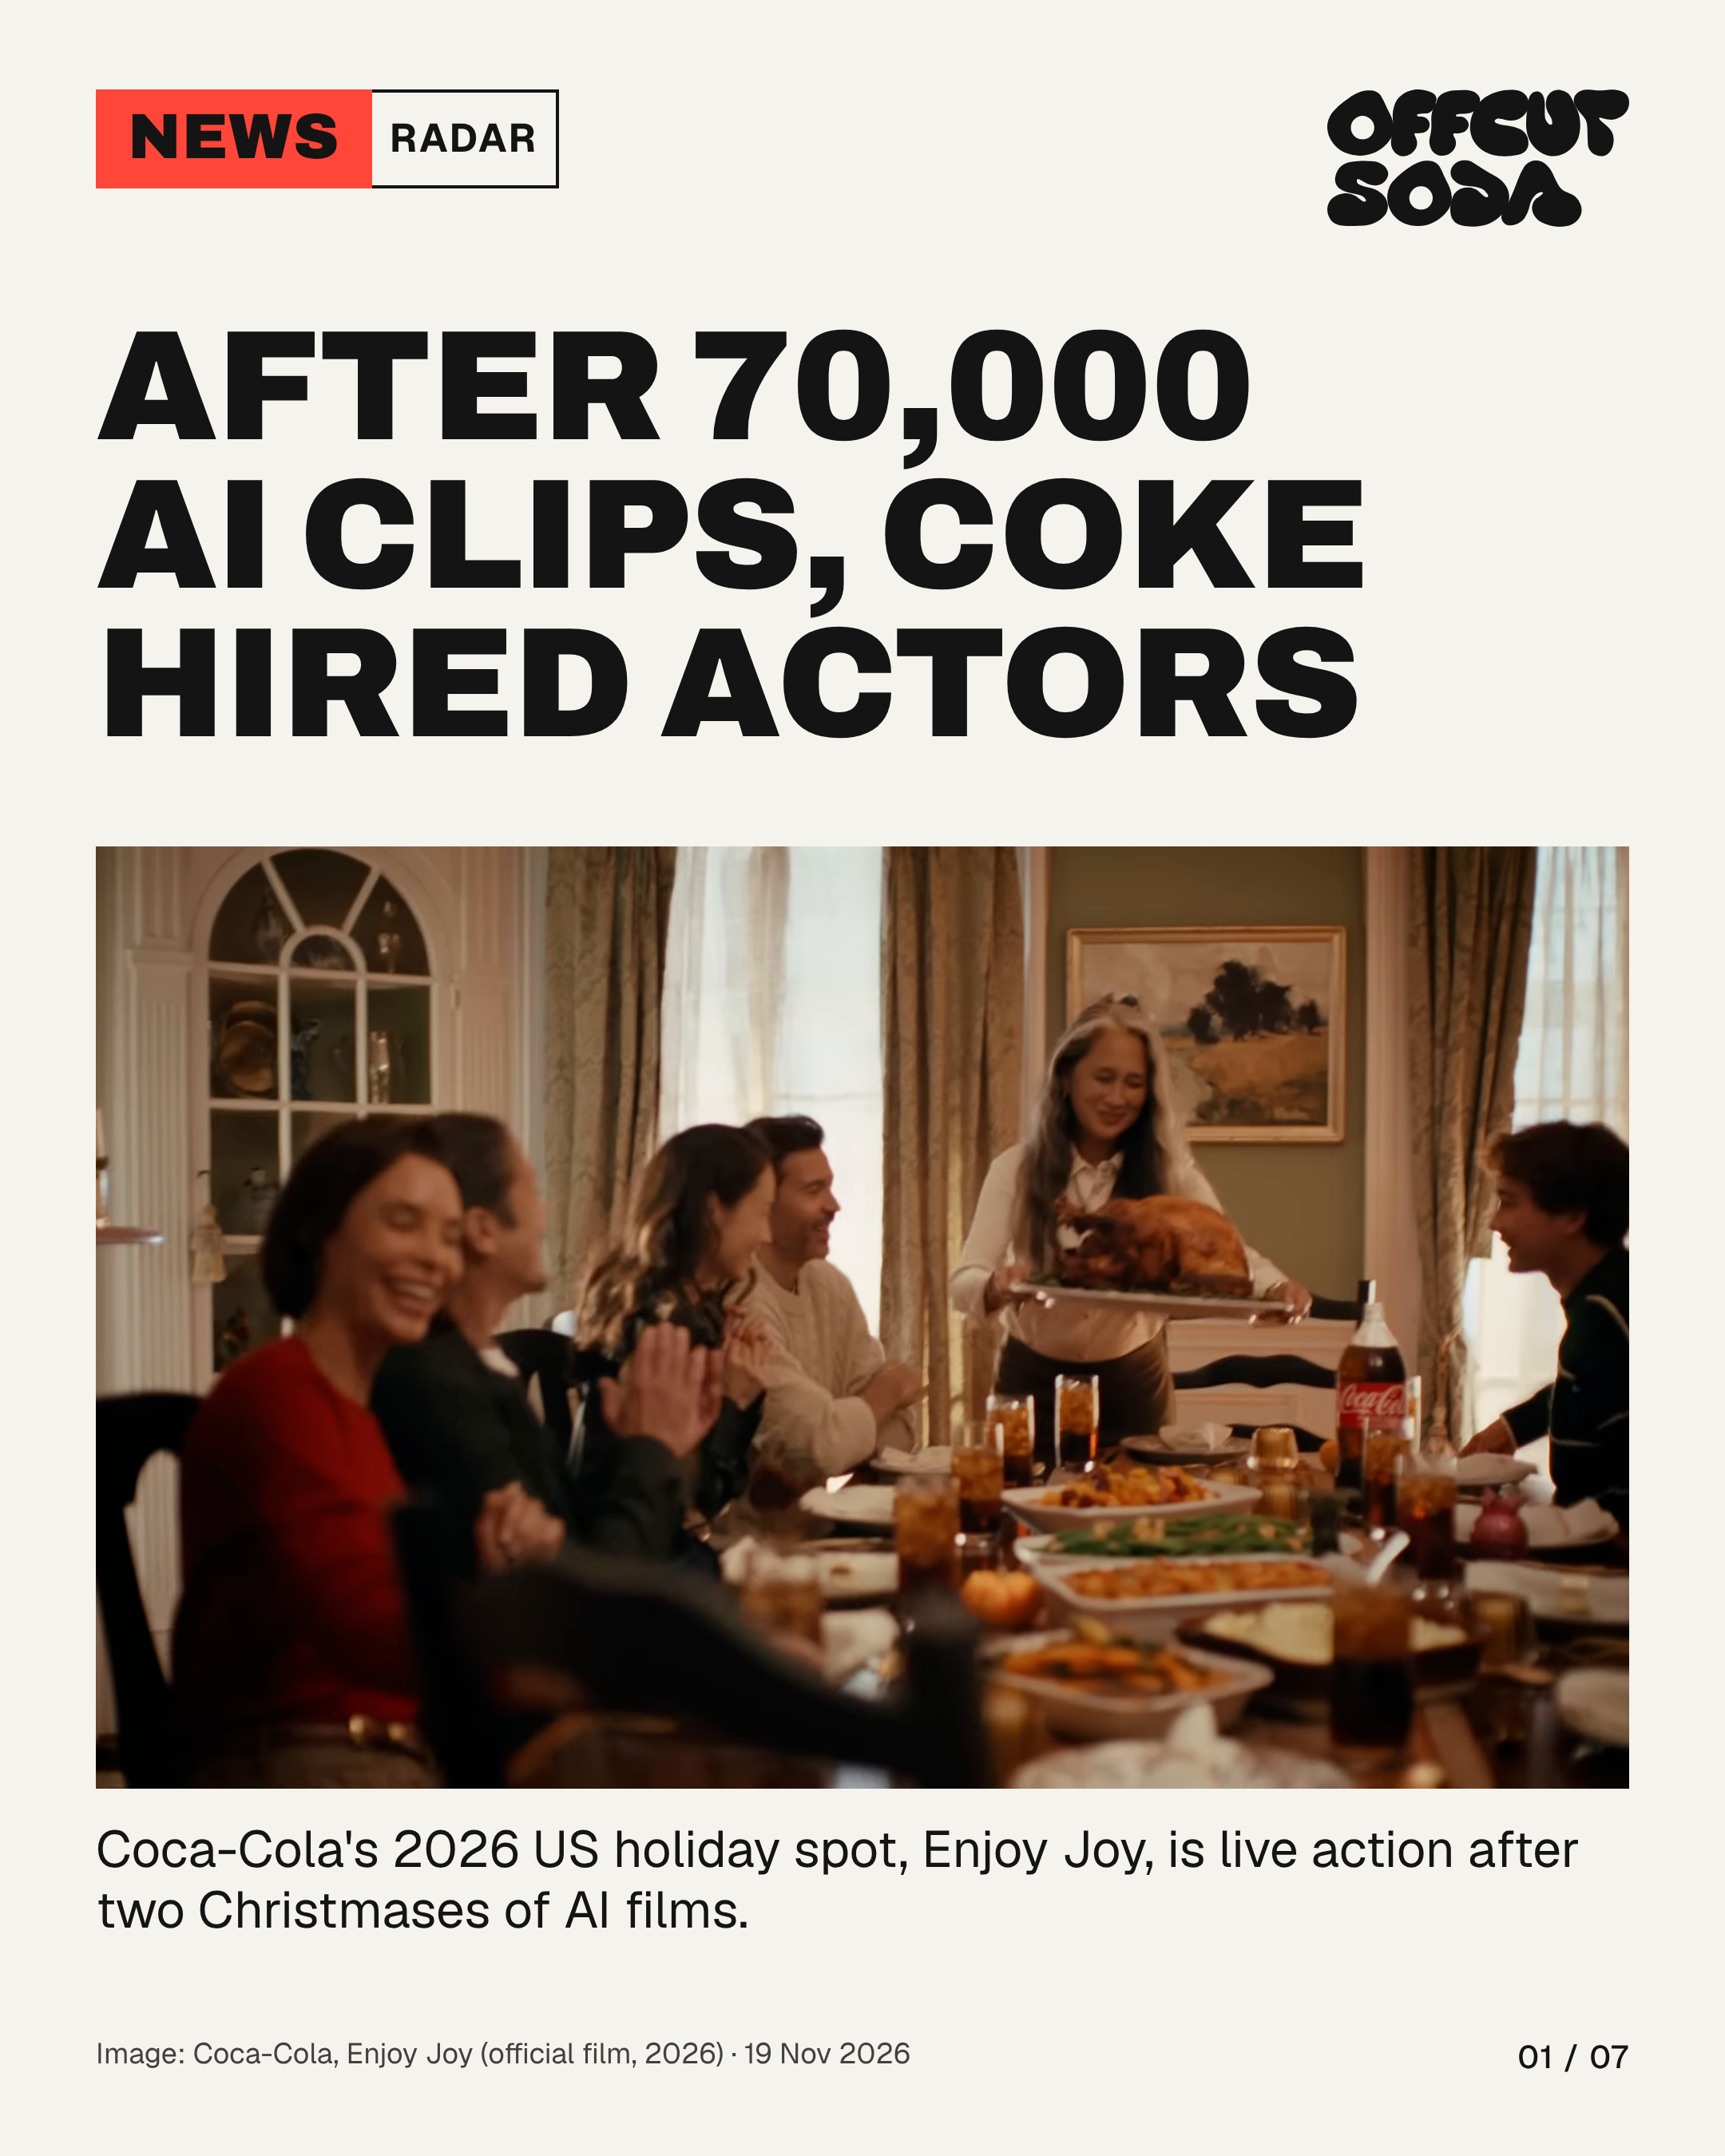 NEWS RADAR
OFFCUT
SODA
AFTER 70,000
AI CLIPS, COKE
HIRED ACTORS
Coca-Cola
Coca-Cola's 2026 US holiday spot, Enjoy Joy, is live action after
two Christmases of AI films.
Image: Coca-Cola, Enjoy Joy (official film, 2026) · 19 Nov 2026
01 / 07